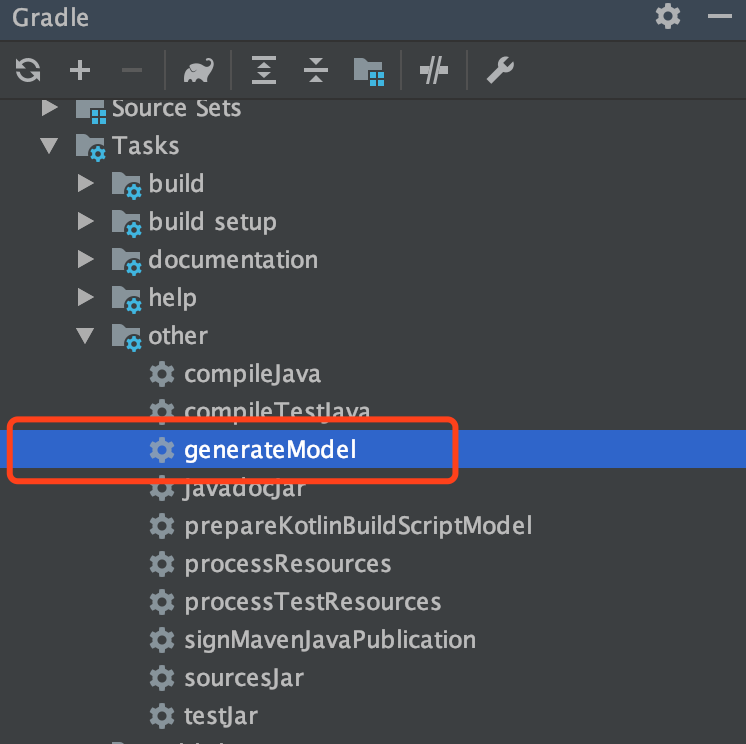 Gradle
Source Sets
Tasks
build
build setup
documentation
help
other
compileJava
compileTestJava
generateModel
javadocJar
prepareKotlinBuildScriptModel
processResources
processTestResources
signMavenJavaPublication
sourcesJar
testJar